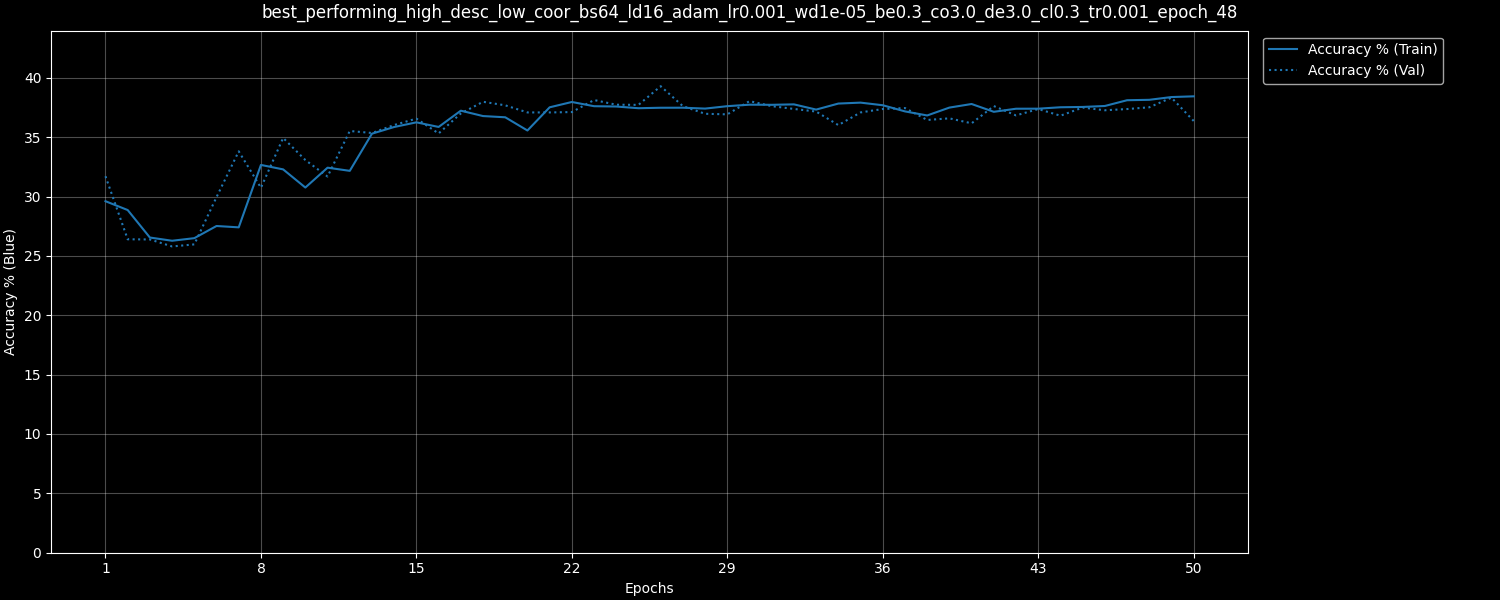 best_performing_high_desc_low_coor_bs64_ld16_adam_lr0.001_wd1e-05_be0.3_co3.0_de3.0_cl0.3_tr0.001_epoch_48
Accuracy % (Train)
Accuracy % (Val)
Accuracy % (Blue)
40
35
30
25
20
15
10
5
0
1 8 15 22 29 36 43 50
Epochs